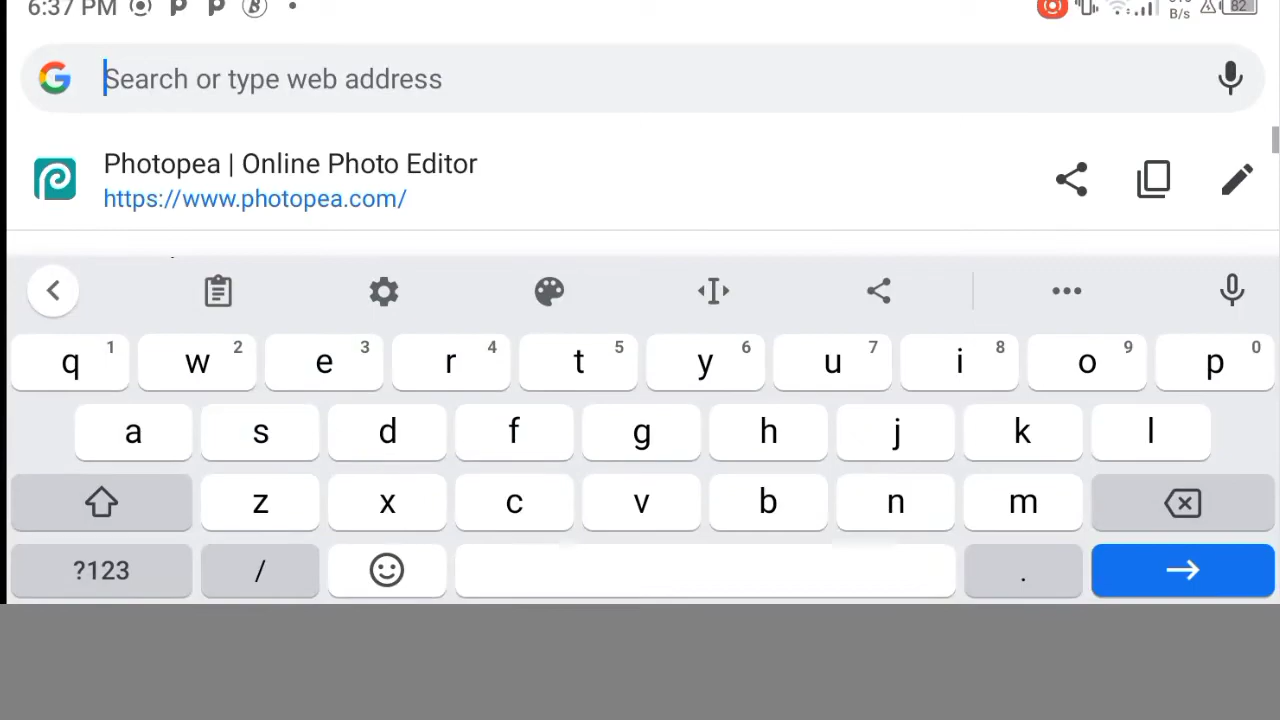 6:37 PM
B/s 82
Search or type web address
Photopea | Online Photo Editor
https://www.photopea.com/
q 1 w 2 e 3 r 4 t 5 y 6 u 7 i 8 o 9 p 0
a s d f g h j k l
z x c v b n m
?123 / .